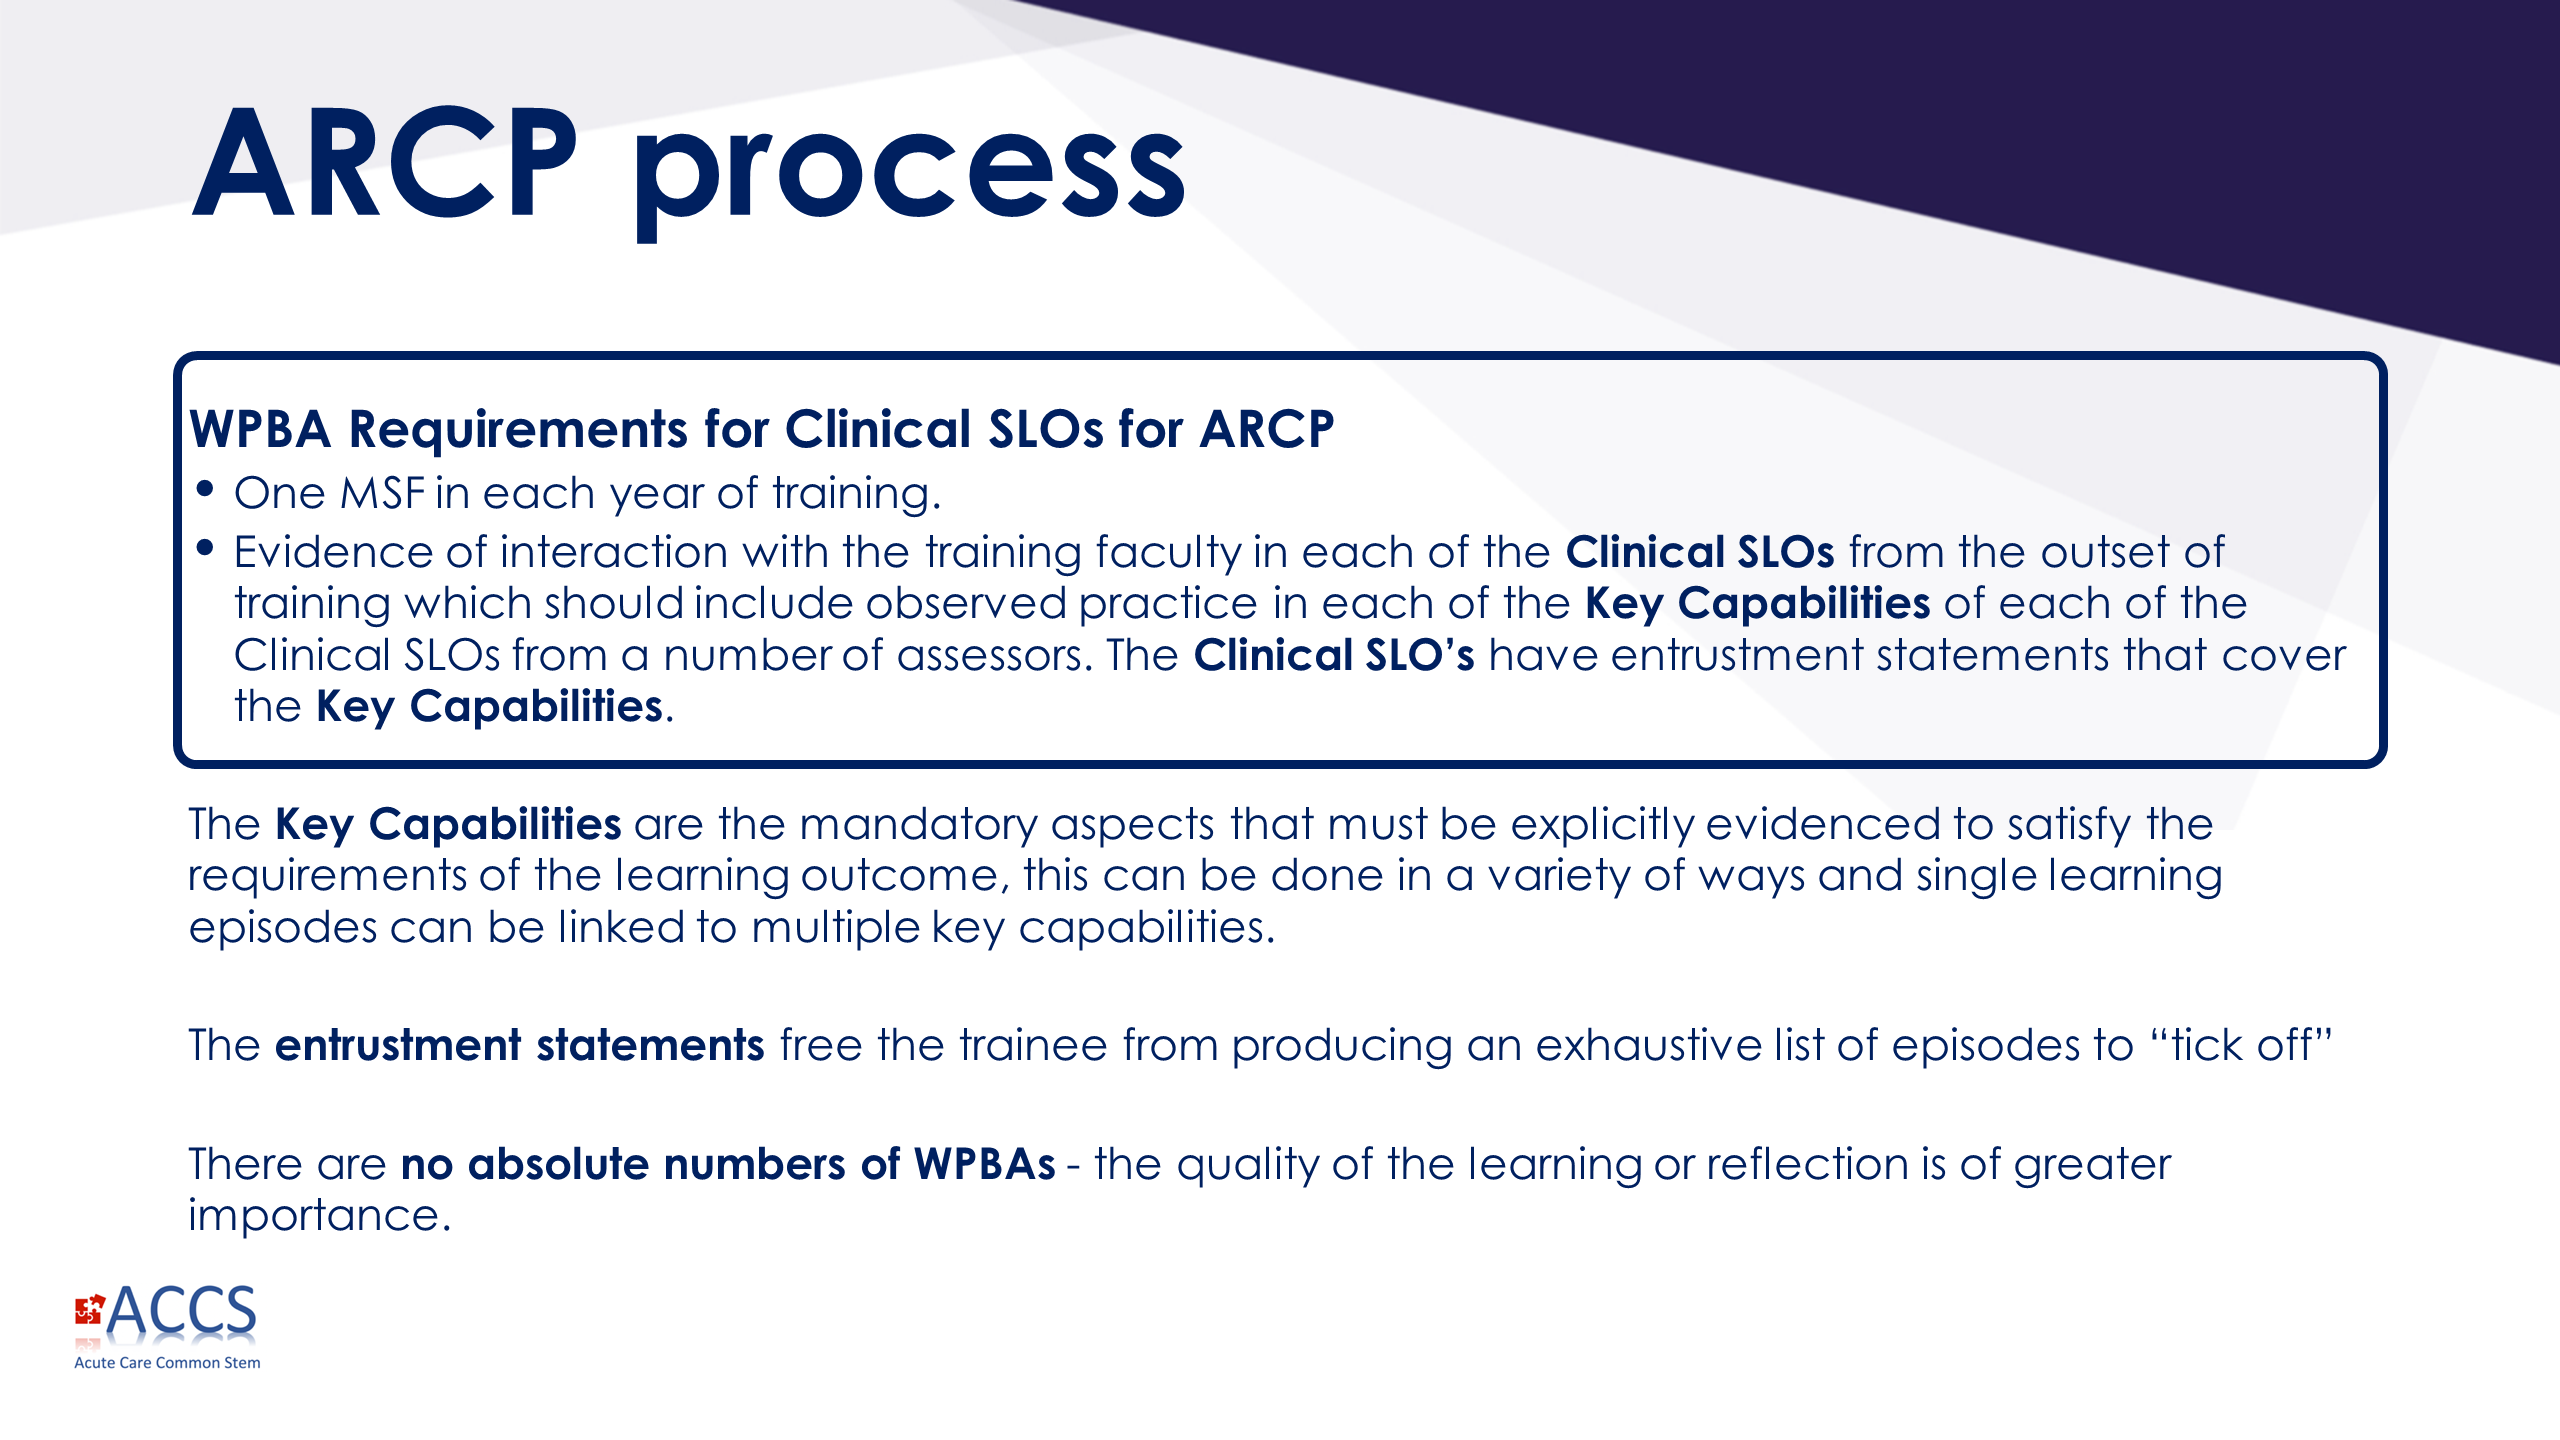 ARCP process
WPBA Requirements for Clinical SLOs for ARCP
• One MSF in each year of training.
• Evidence of interaction with the training faculty in each of the Clinical SLOs from the outset of
training which should include observed practice in each of the Key Capabilities of each of the
Clinical SLOs from a number of assessors. The Clinical SLO’s have entrustment statements that cover
the Key Capabilities.
The Key Capabilities are the mandatory aspects that must be explicitly evidenced to satisfy the
requirements of the learning outcome, this can be done in a variety of ways and single learning
episodes can be linked to multiple key capabilities.
The entrustment statements free the trainee from producing an exhaustive list of episodes to “tick off”
There are no absolute numbers of WPBAs - the quality of the learning or reflection is of greater
importance.
ACCS
Acute Care Common Stem